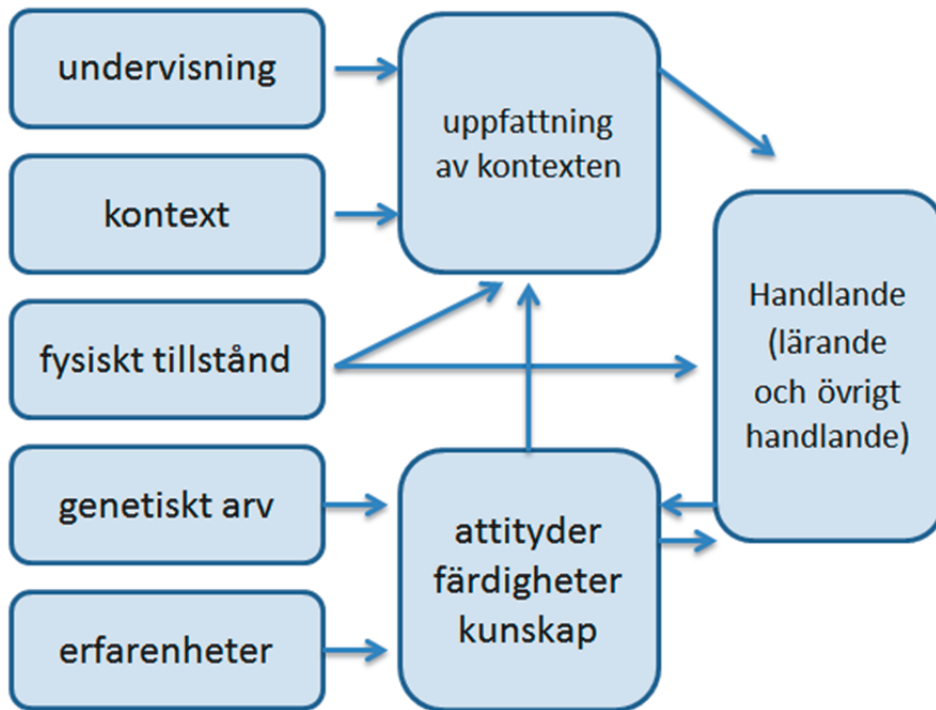 undervisning
kontext
fysiskt tillstånd
genetiskt arv
erfarenheter
uppfattning
av kontexten
attityder
färdigheter
kunskap
Handlande
(lärande
och övrigt
handlande)